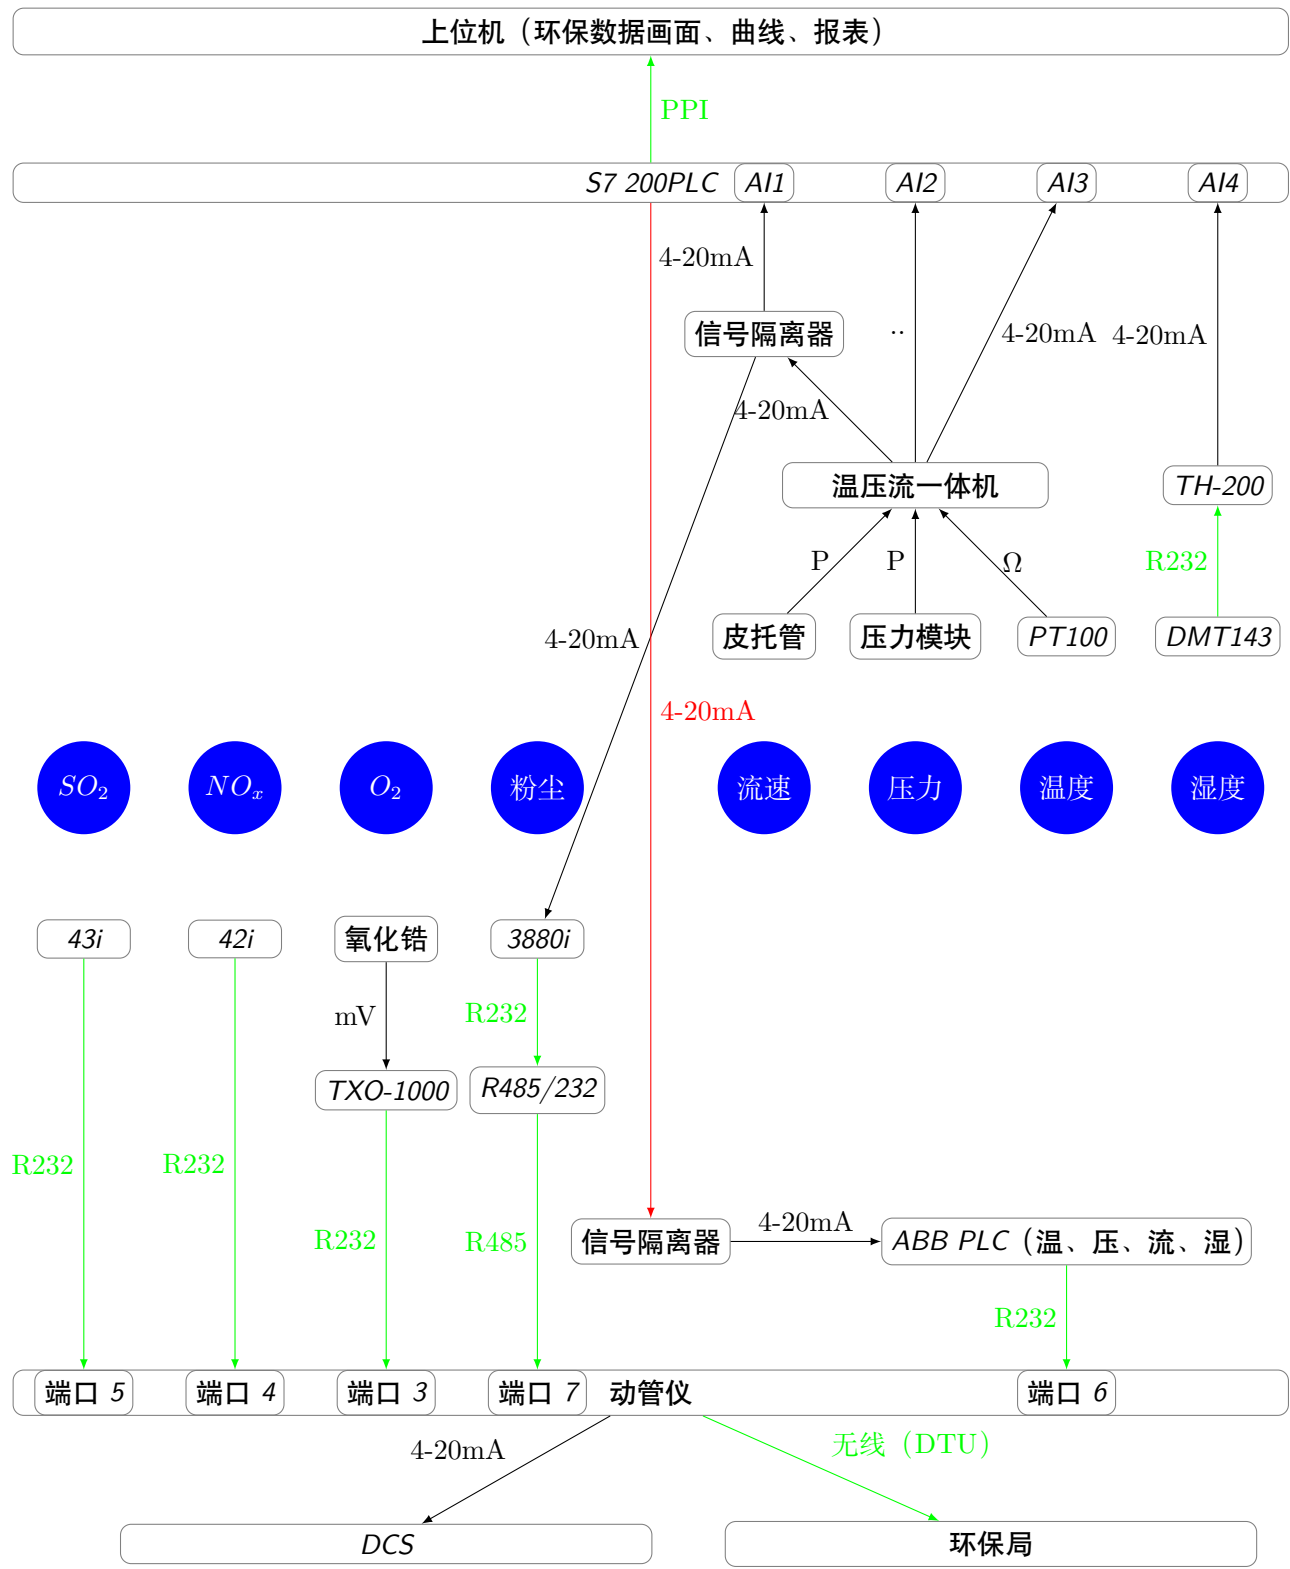 上位机（环保数据画面、曲线、报表）
PPI
S7 200PLC AI1 AI2 AI3 AI4
4-20mA
信号隔离器 .. 4-20mA 4-20mA
4-20mA
温压流一体机 TH-200
P P Ω R232
皮托管 压力模块 PT100 DMT143
4-20mA
4-20mA
SO₂ NOₓ O₂ 粉尘 流速 压力 温度 湿度
43i 42i 氧化锆 3880i
mV R232
TXO-1000 R485/232
R232 R232
4-20mA
R232 R485 信号隔离器 ABB PLC（温、压、流、湿）
R232
端口 5 端口 4 端口 3 端口 7 动管仪 端口 6
4-20mA 无线（DTU）
DCS 环保局